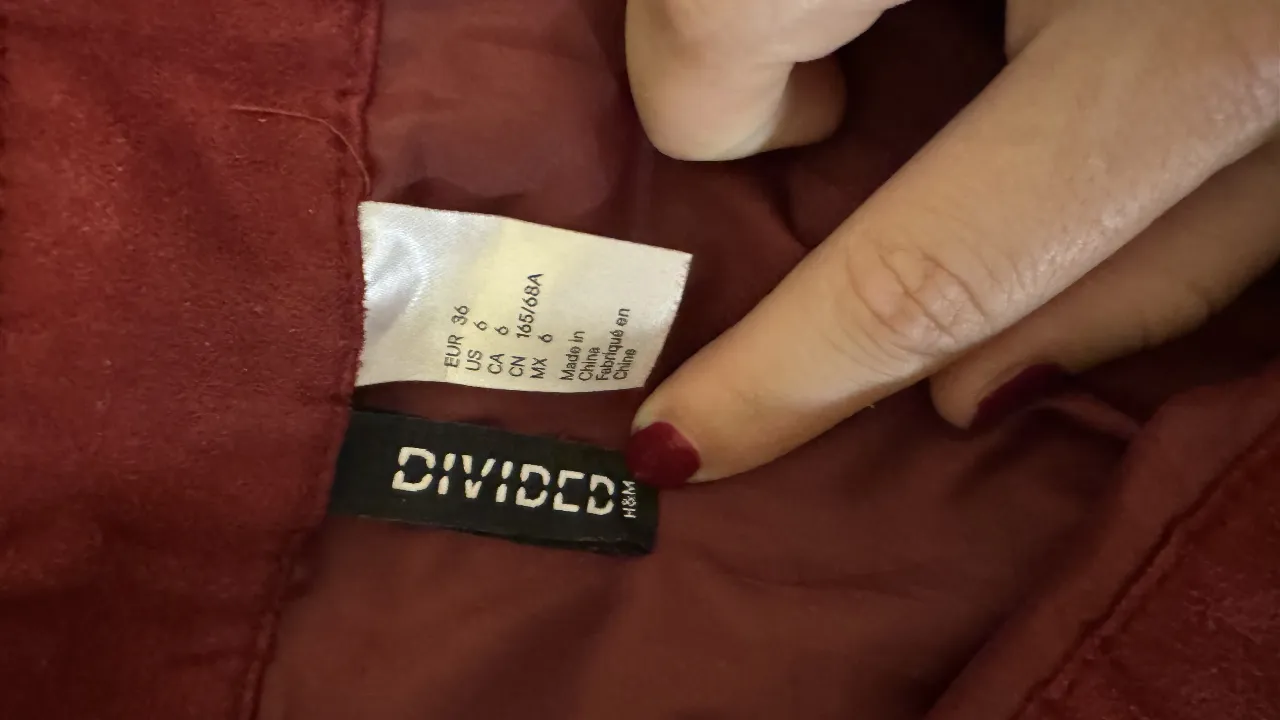 EUR 36
US 6
CA 6
CN 165/68A
MX 6
Made in
China
Fabriqué en
Chine
DIVIDED
H&M